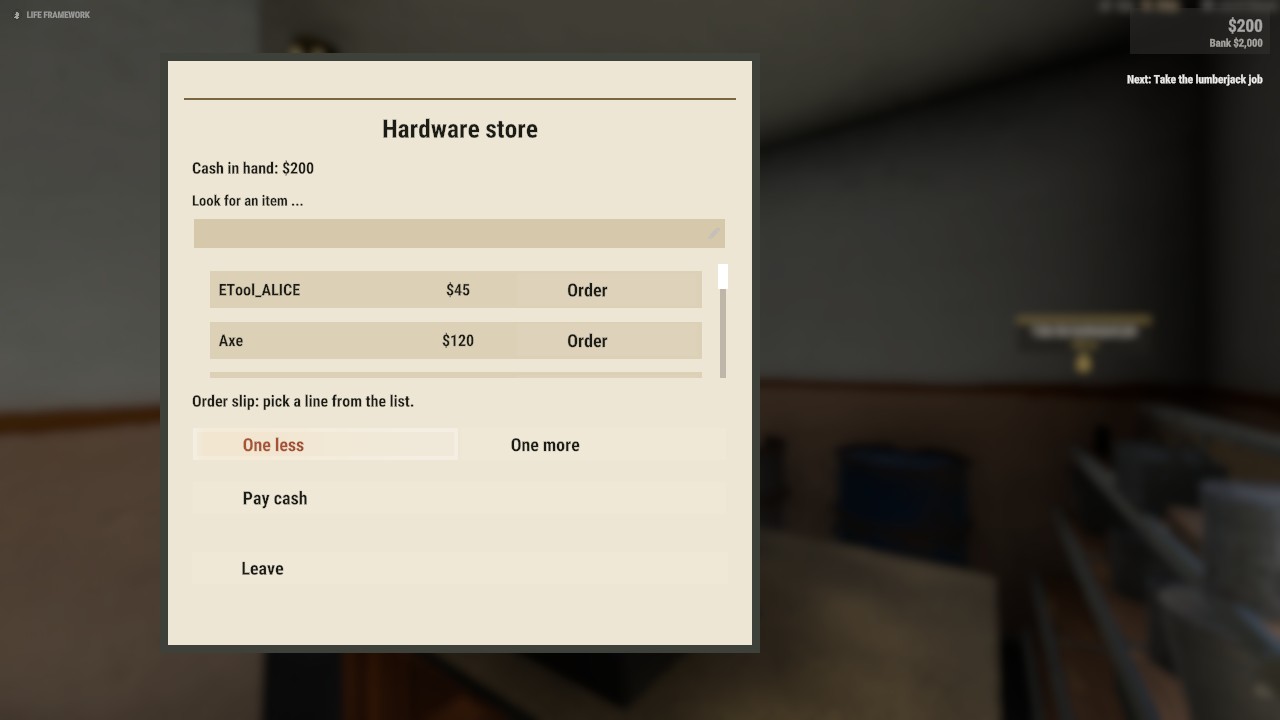 LIFE FRAMEWORK
$200
Bank $2,000
Next: Take the lumberjack job
Hardware store
Cash in hand: $200
Look for an item ...
ETool_ALICE $45 Order
Axe $120 Order
Order slip: pick a line from the list.
One less One more
Pay cash
Leave